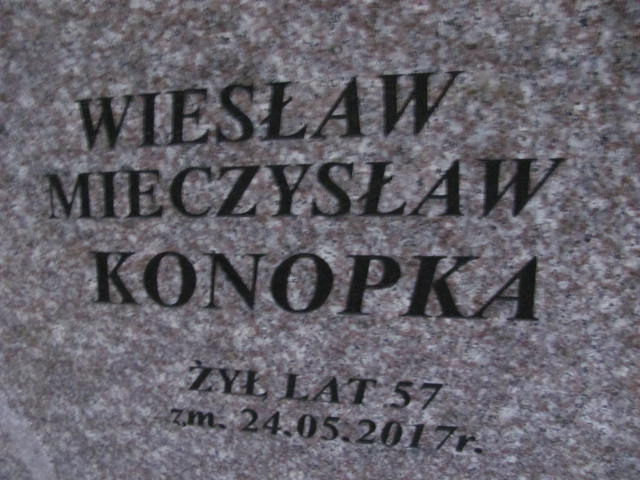 WIESŁAW
MIECZYSŁAW
KONOPKA
ŻYŁ LAT 57
zm. 24.05.2017r.